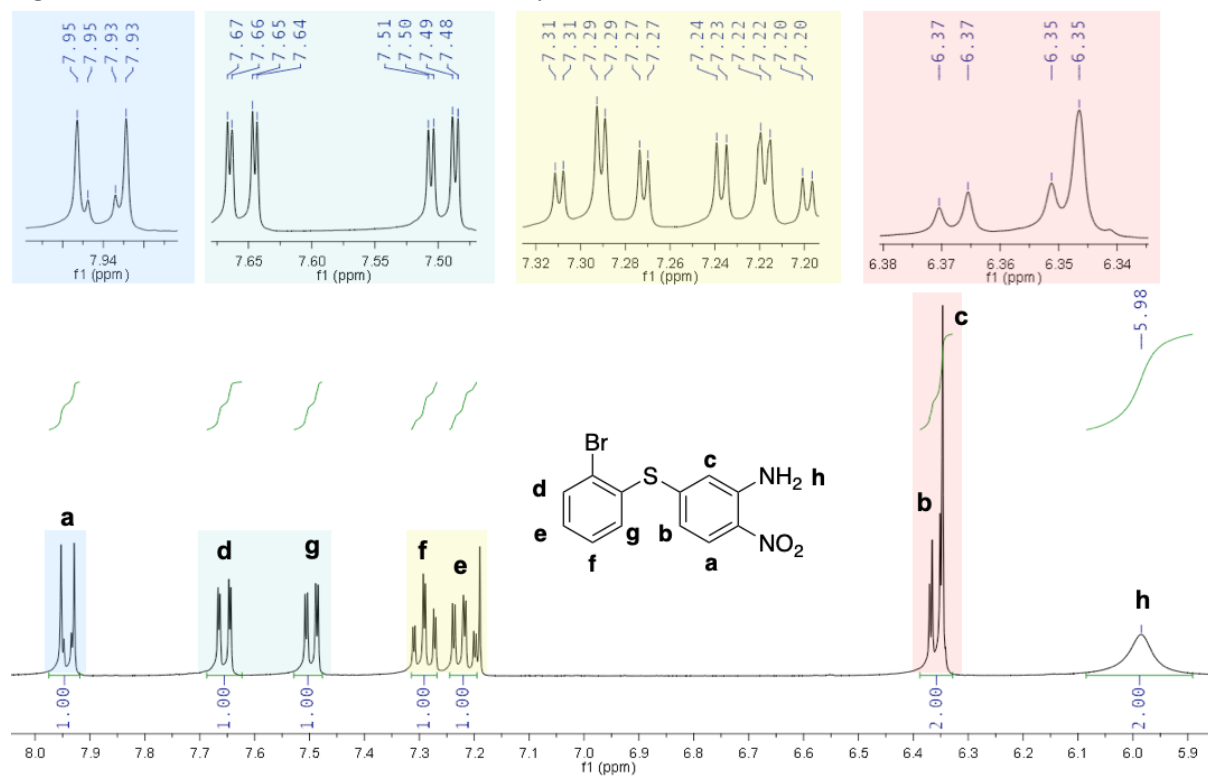 7.95 7.95 7.93 7.93
7.67 7.66 7.65 7.64 7.51 7.50 7.49 7.48
7.31 7.31 7.29 7.29 7.27 7.27 7.24 7.23 7.22 7.22 7.20 7.20
6.37 6.37 6.35 6.35
7.94
f1 (ppm)
7.65 7.60 7.55 7.50
f1 (ppm)
7.32 7.30 7.28 7.26 7.24 7.22 7.20
f1 (ppm)
6.38 6.37 6.36 6.35 6.34
f1 (ppm)
5.98
a
d
g
f
e
b
c
h
Br
S
c
NH2 h
d
e
f
g
b
a
NO2
1.00 1.00 1.00 1.00 1.00 2.00 2.00
8.0 7.9 7.8 7.7 7.6 7.5 7.4 7.3 7.2 7.1 7.0 6.9 6.8 6.7 6.6 6.5 6.4 6.3 6.2 6.1 6.0 5.9
f1 (ppm)